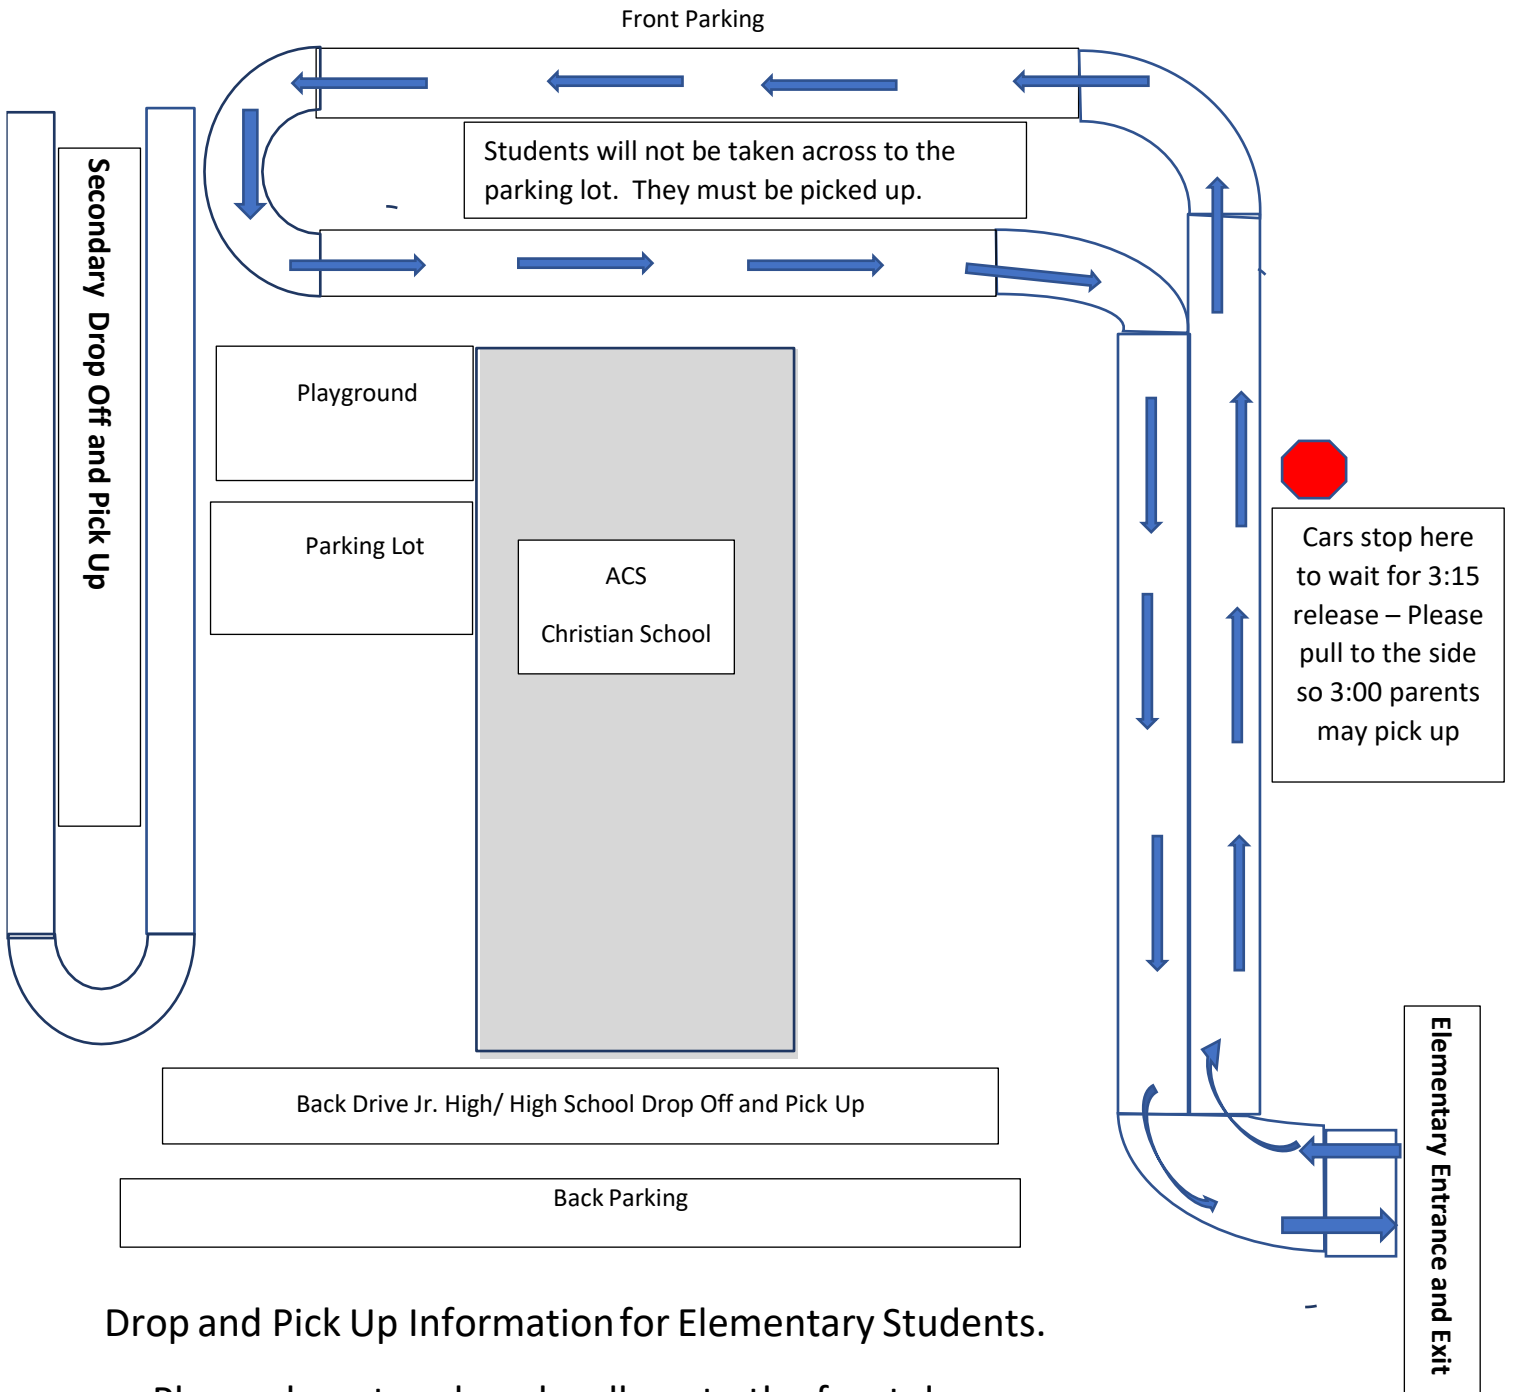 Front Parking
Students will not be taken across to the
parking lot. They must be picked up.
Secondary Drop Off and Pick Up
Playground
Parking Lot
ACS
Christian School
Cars stop here
to wait for 3:15
release – Please
pull to the side
so 3:00 parents
may pick up
Elementary Entrance and Exit
Back Drive Jr. High/ High School Drop Off and Pick Up
Back Parking
Drop and Pick Up Information for Elementary Students.